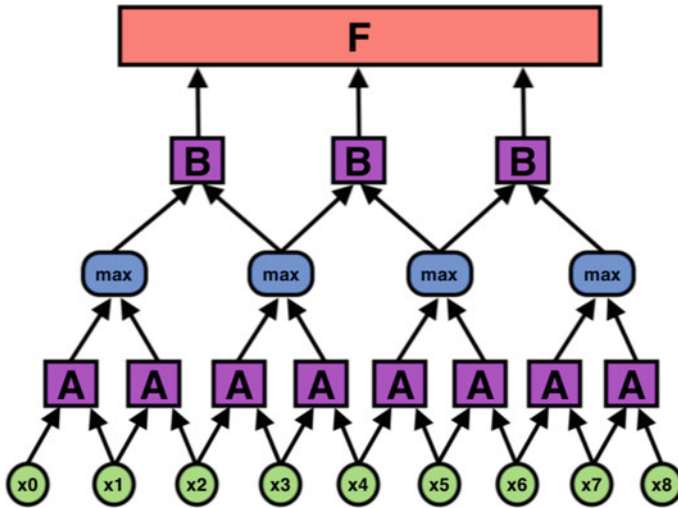 F
B B B
max max max max
A A A A A A A A
x0 x1 x2 x3 x4 x5 x6 x7 x8